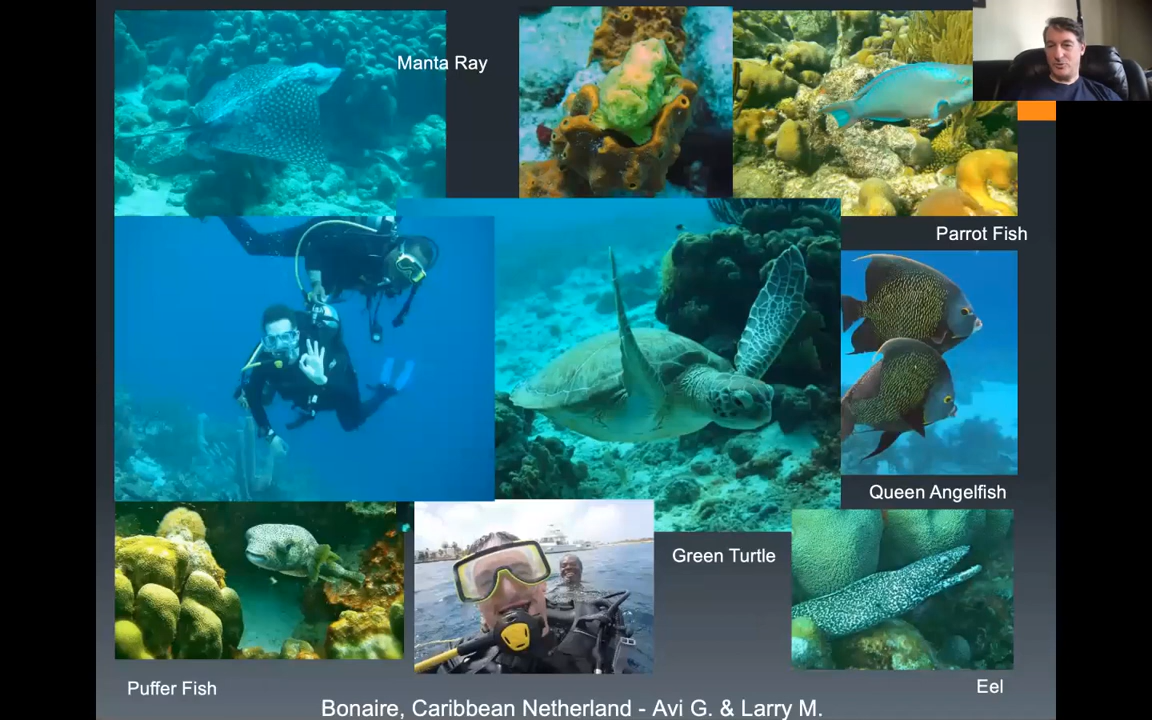 Manta Ray
Parrot Fish
Queen Angelfish
Green Turtle
Puffer Fish
Eel
Bonaire, Caribbean Netherland - Avi G. & Larry M.